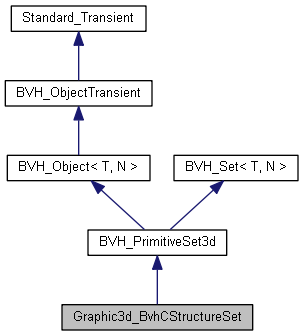 Standard_Transient
BVH_ObjectTransient
BVH_Object< T, N >
BVH_Set< T, N >
BVH_PrimitiveSet3d
Graphic3d_BvhCStructureSet